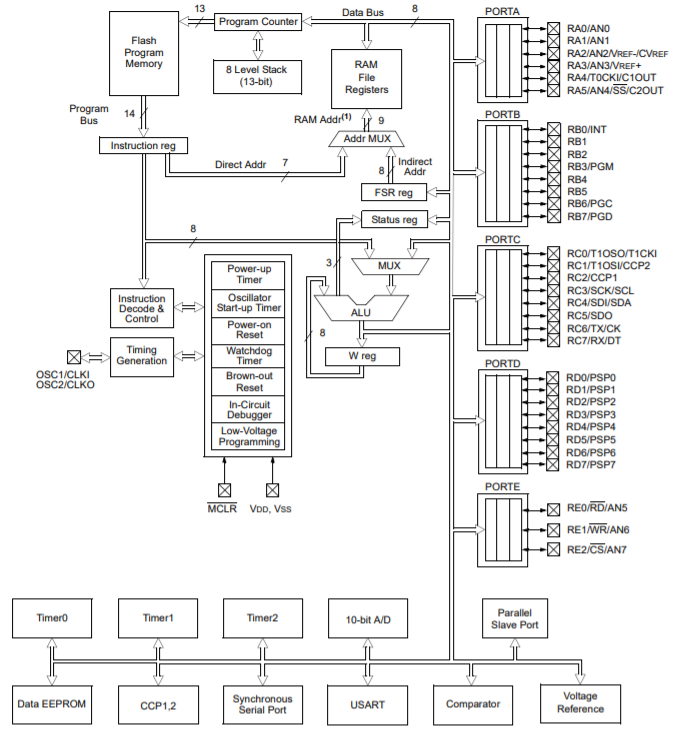 13
Program Counter
Data Bus
8
PORTA
Flash
Program
Memory
8 Level Stack
(13-bit)
RAM
File
Registers
RA0/AN0
RA1/AN1
RA2/AN2/VREF-/CVREF
RA3/AN3/VREF+
RA4/T0CKI/C1OUT
RA5/AN4/SS/C2OUT
Program
Bus
14
RAM Addr(1)
9
PORTB
Instruction reg
Addr MUX
RB0/INT
RB1
RB2
RB3/PGM
RB4
RB5
RB6/PGC
RB7/PGD
Direct Addr
7
8
Indirect
Addr
FSR reg
Status reg
8
PORTC
3
MUX
RC0/T1OSO/T1CKI
RC1/T1OSI/CCP2
RC2/CCP1
RC3/SCK/SCL
RC4/SDI/SDA
RC5/SDO
RC6/TX/CK
RC7/RX/DT
Power-up
Timer
Instruction
Decode &
Control
Oscillator
Start-up Timer
ALU
Power-on
Reset
8
Timing
Generation
Watchdog
Timer
W reg
OSC1/CLKI
OSC2/CLKO
Brown-out
Reset
In-Circuit
Debugger
Low-Voltage
Programming
PORTD
RD0/PSP0
RD1/PSP1
RD2/PSP2
RD3/PSP3
RD4/PSP4
RD5/PSP5
RD6/PSP6
RD7/PSP7
MCLR
VDD, VSS
PORTE
RE0/RD/AN5
RE1/WR/AN6
RE2/CS/AN7
Timer0
Timer1
Timer2
10-bit A/D
Parallel
Slave Port
Data EEPROM
CCP1,2
Synchronous
Serial Port
USART
Comparator
Voltage
Reference